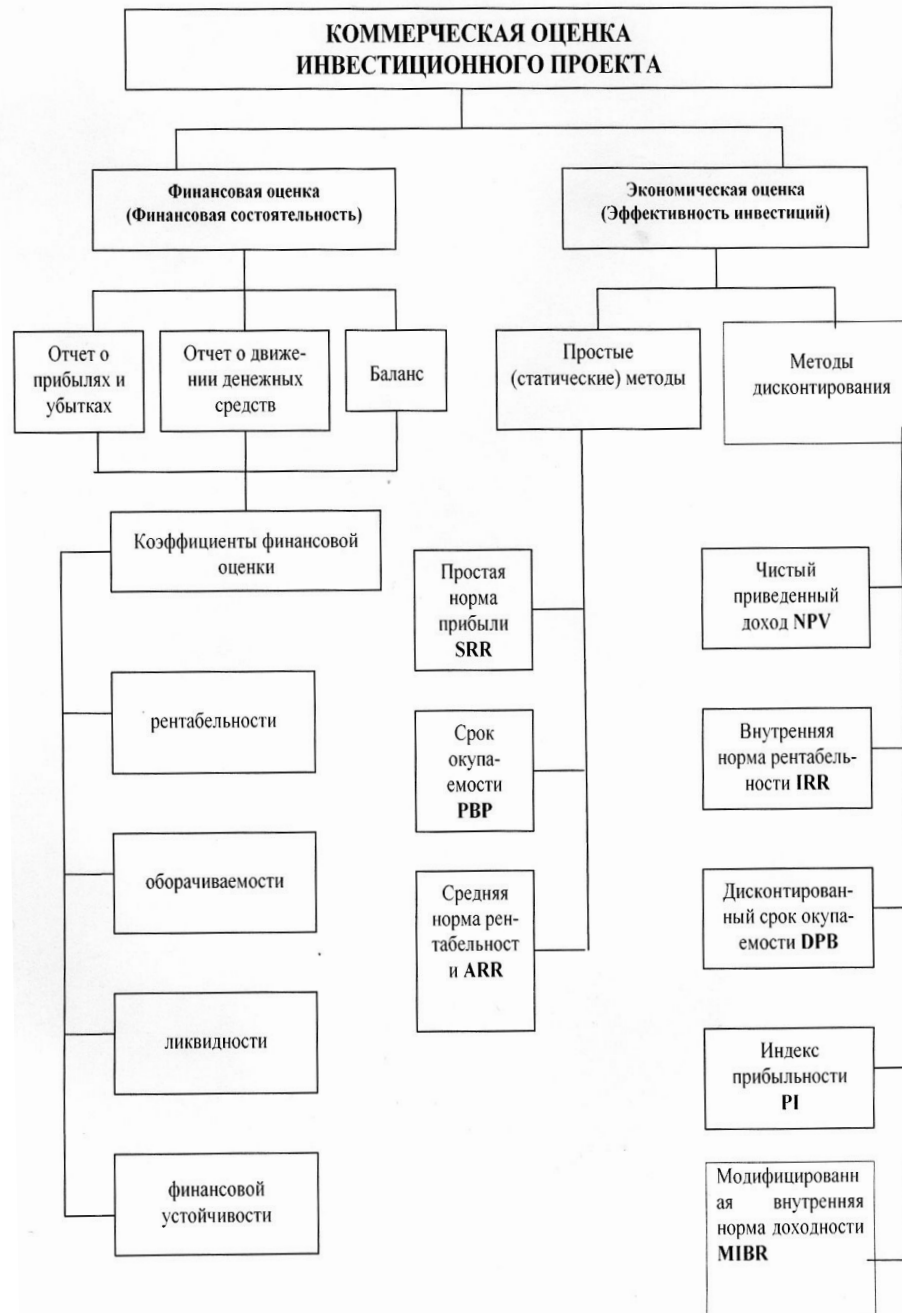 КОММЕРЧЕСКАЯ ОЦЕНКА
ИНВЕСТИЦИОННОГО ПРОЕКТА
Финансовая оценка
(Финансовая состоятельность)
Экономическая оценка
(Эффективность инвестиций)
Отчет о
прибылях и
убытках
Отчет о движе-
нии денежных
средств
Баланс
Простые
(статические) методы
Методы
дисконтирования
Коэффициенты финансовой
оценки
рентабельности
оборачиваемости
ликвидности
финансовой
устойчивости
Простая
норма
прибыли
SRR
Срок
окупа-
емости
PBP
Средняя
норма рен-
табельност
и ARR
Чистый
приведенный
доход NPV
Внутренняя
норма рентабель-
ности IRR
Дисконтирован-
ный срок окупа-
емости DPB
Индекс
прибыльности
PI
Модифицированн
ая внутренняя
норма доходности
MIBR